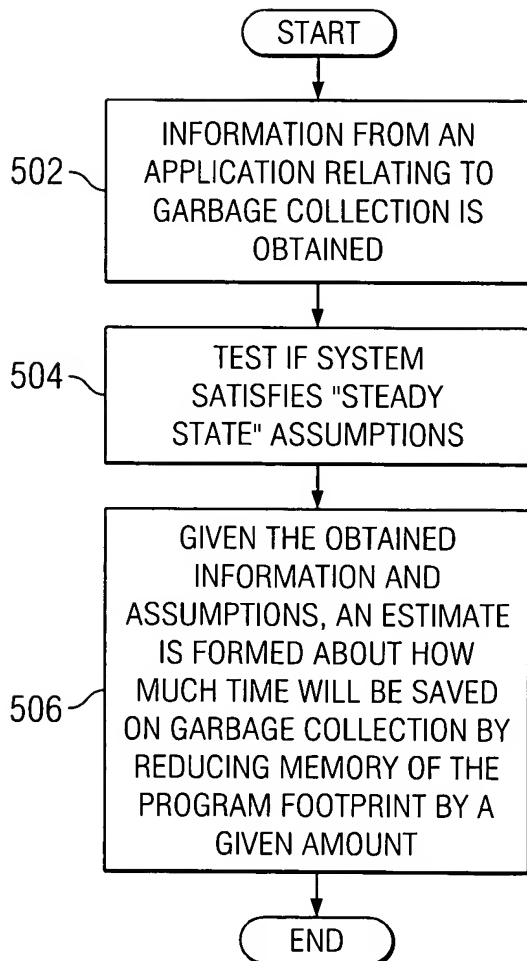 START
502
INFORMATION FROM AN
APPLICATION RELATING TO
GARBAGE COLLECTION IS
OBTAINED
504
TEST IF SYSTEM
SATISFIES "STEADY
STATE" ASSUMPTIONS
506
GIVEN THE OBTAINED
INFORMATION AND
ASSUMPTIONS, AN ESTIMATE
IS FORMED ABOUT HOW
MUCH TIME WILL BE SAVED
ON GARBAGE COLLECTION BY
REDUCING MEMORY OF THE
PROGRAM FOOTPRINT BY A
GIVEN AMOUNT
END